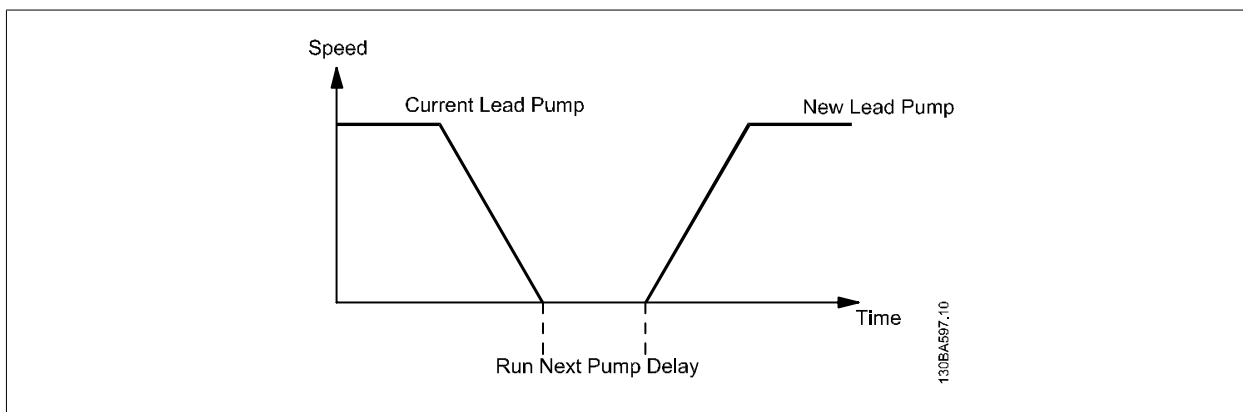 Speed
Current Lead Pump
New Lead Pump
Time
Run Next Pump Delay
130BA597.10